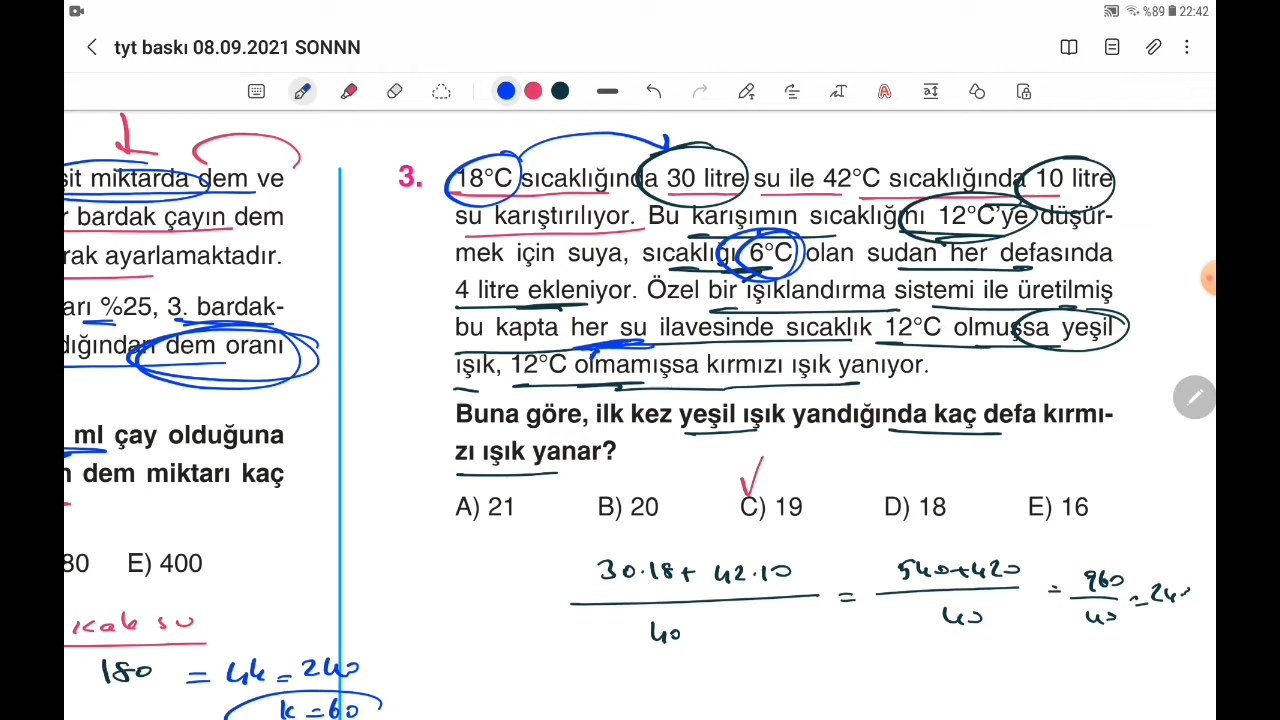 %89 22:42
tyt baskı 08.09.2021 SONNN
şit miktarda dem ve
r bardak çayın dem
rak ayarlamaktadır.
arı %25, 3. bardak-
dığından dem oranı
ml çay olduğuna
n dem miktarı kaç
80 E) 400
kak su
180 = 4k = 240
k = 60
3. 18°C sıcaklığında 30 litre su ile 42°C sıcaklığında 10 litre
su karıştırılıyor. Bu karışımın sıcaklığını 12°C'ye düşür-
mek için suya, sıcaklığı 6°C olan sudan her defasında
4 litre ekleniyor. Özel bir ışıklandırma sistemi ile üretilmiş
bu kapta her su ilavesinde sıcaklık 12°C olmuşsa yeşil
ışık, 12°C olmamışsa kırmızı ışık yanıyor.
Buna göre, ilk kez yeşil ışık yandığında kaç defa kırmı-
zı ışık yanar?
A) 21 B) 20 C) 19 D) 18 E) 16
30.18 + 42.10 / 40 = 540+420 / 40 = 960 / 40 = 24°